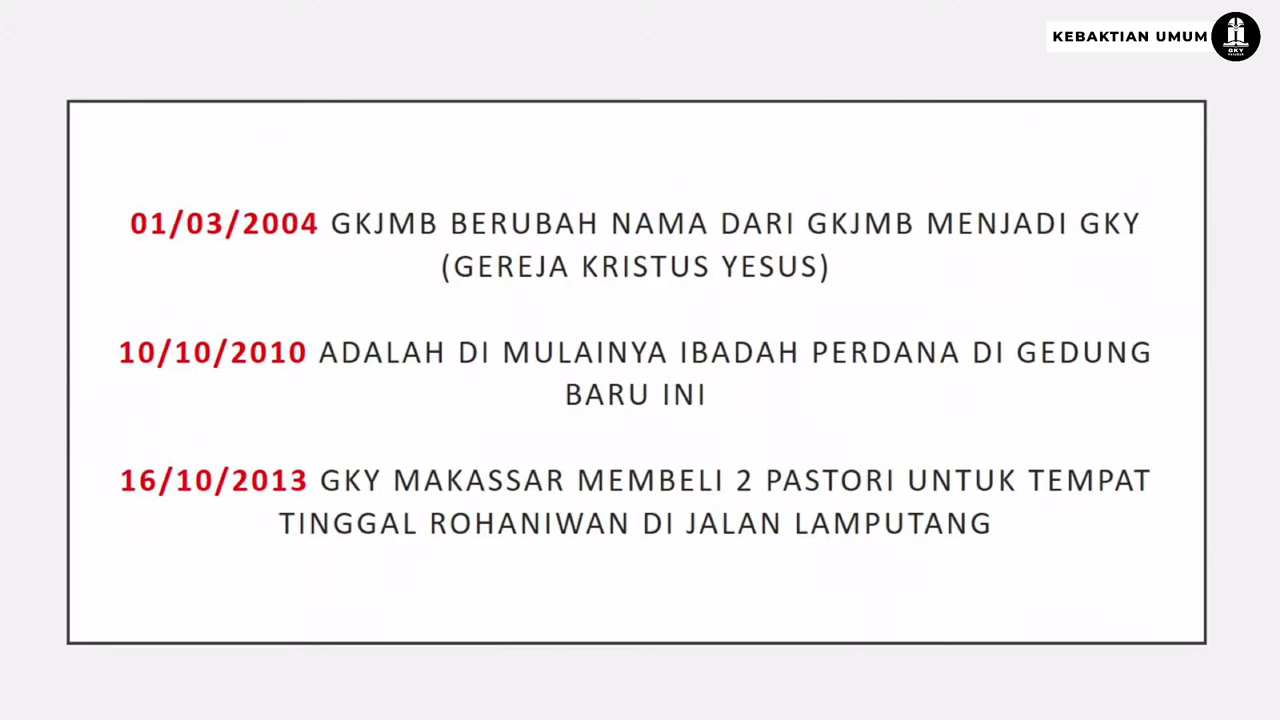 KEBAKTIAN UMUM
GKY
01/03/2004 GKJMB BERUBAH NAMA DARI GKJMB MENJADI GKY
(GEREJA KRISTUS YESUS)
10/10/2010 ADALAH DI MULAINYA IBADAH PERDANA DI GEDUNG
BARU INI
16/10/2013 GKY MAKASSAR MEMBELI 2 PASTORI UNTUK TEMPAT
TINGGAL ROHANIWAN DI JALAN LAMPUTANG